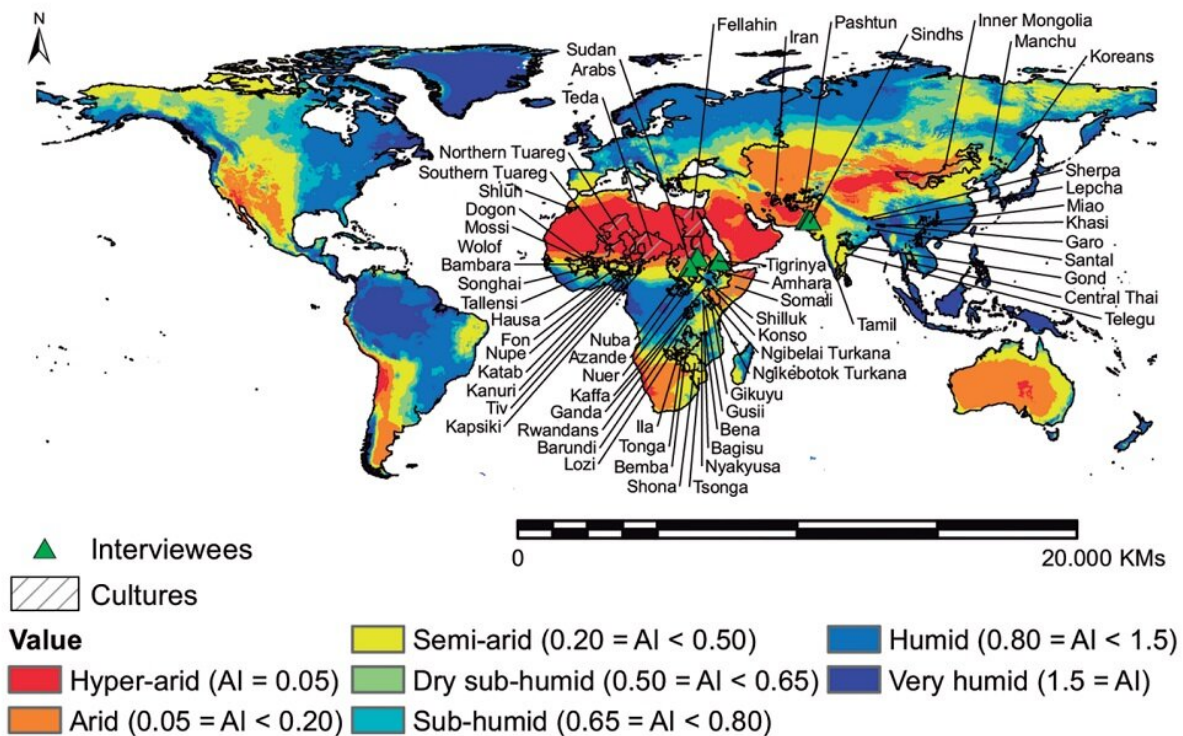 N
Fellahin
Pashtun
Iran
Sindhs
Inner Mongolia
Manchu
Koreans
Sudan
Arabs
Teda
Northern Tuareg
Southern Tuareg
Shluh
Dogon
Mossi
Wolof
Bambara
Songhai
Tallensi
Hausa
Fon
Nupe
Katab
Kanuri
Tiv
Kapsiki
Nuba
Azande
Nuer
Kaffa
Ganda
Rwandans
Barundi
Lozi
Ila
Tonga
Bemba
Shona
Tsonga
Nyakyusa
Bagisu
Bena
Gusii
Gikuyu
Ngikebotok Turkana
Ngibelai Turkana
Konso
Shilluk
Somali
Amhara
Tigrinya
Tamil
Sherpa
Lepcha
Miao
Khasi
Garo
Santal
Gond
Central Thai
Telegu
0
20.000 KMs
Interviewees
Cultures
Value
Hyper-arid (AI = 0.05)
Arid (0.05 = AI < 0.20)
Semi-arid (0.20 = AI < 0.50)
Dry sub-humid (0.50 = AI < 0.65)
Sub-humid (0.65 = AI < 0.80)
Humid (0.80 = AI < 1.5)
Very humid (1.5 = AI)